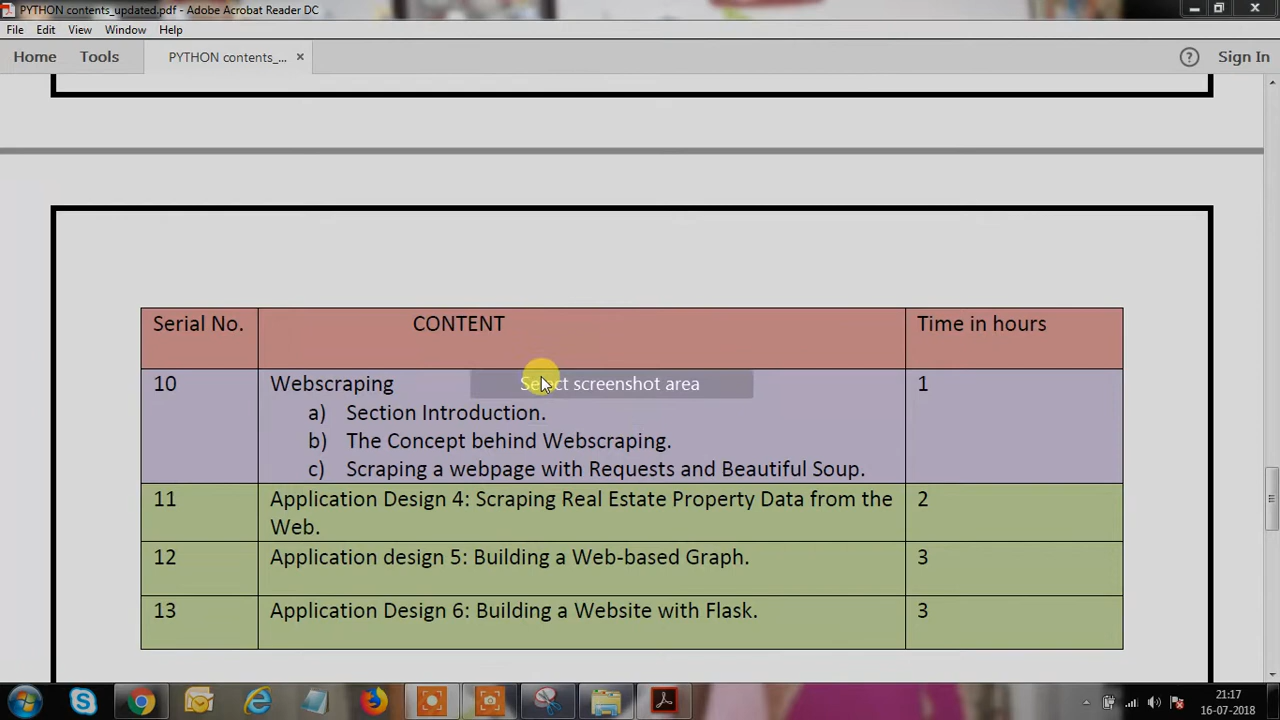 PYTHON contents_updated.pdf - Adobe Acrobat Reader DC
File Edit View Window Help
Home Tools PYTHON contents_... × ? Sign In
Serial No. CONTENT Time in hours
10 Webscraping 1
Select screenshot area
a) Section Introduction.
b) The Concept behind Webscraping.
c) Scraping a webpage with Requests and Beautiful Soup.
11 Application Design 4: Scraping Real Estate Property Data from the 2
Web.
12 Application design 5: Building a Web-based Graph. 3
13 Application Design 6: Building a Website with Flask. 3
21:17
16-07-2018